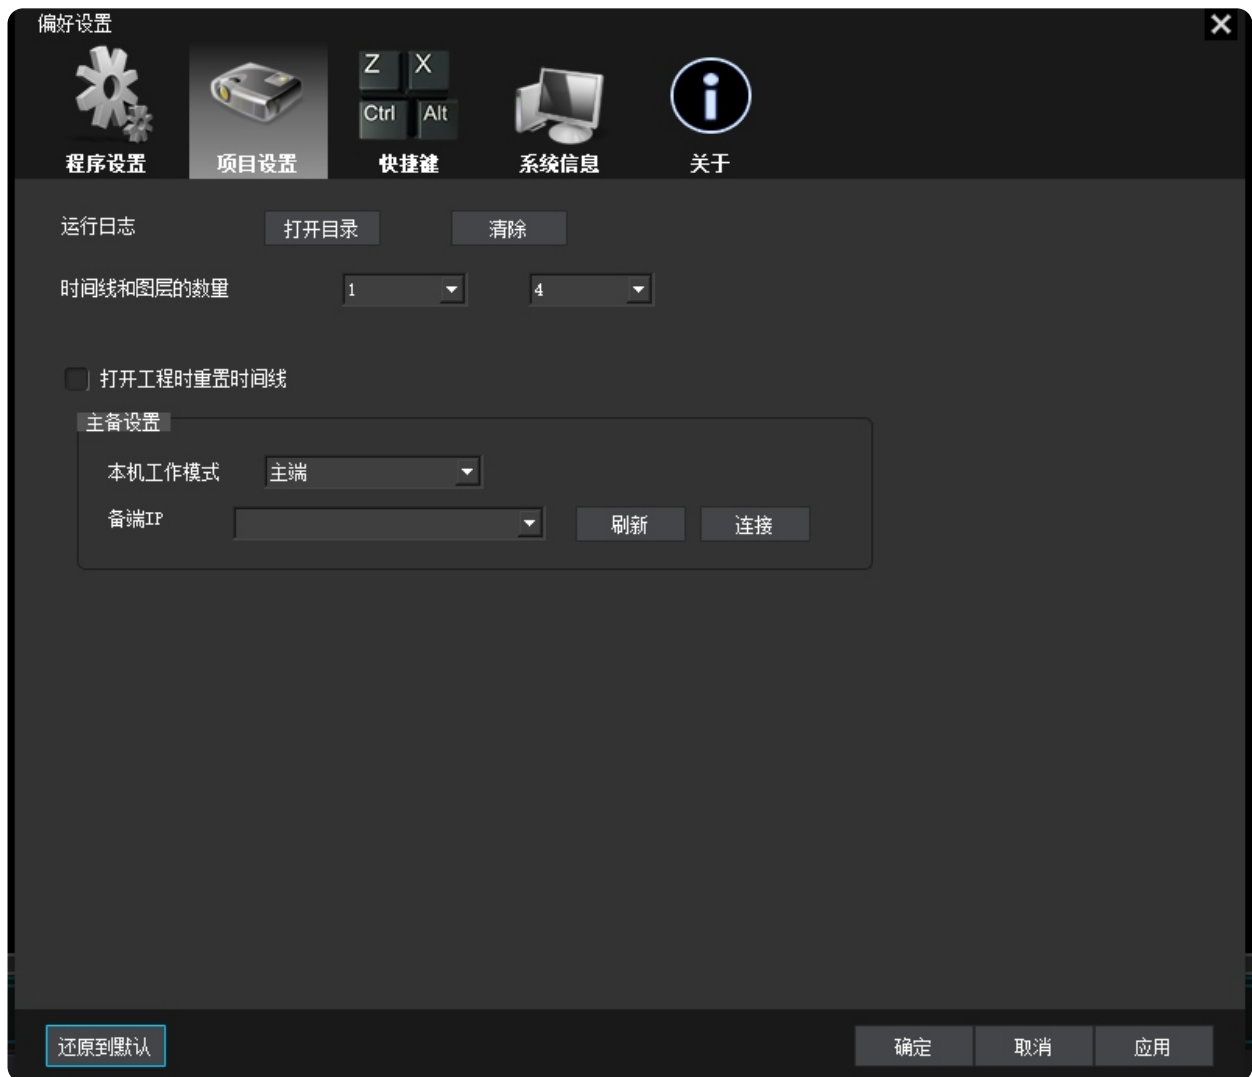 偏好设置
Z X
Ctrl Alt
程序设置 项目设置 快捷键 系统信息 关于
运行日志 打开目录 清除
时间线和图层的数量 1 4
打开工程时重置时间线
主备设置
本机工作模式 主端
备端IP 刷新 连接
还原到默认 确定 取消 应用